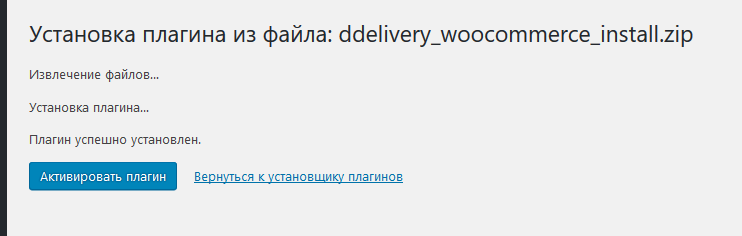 Установка плагина из файла: ddelivery_woocommerce_install.zip
Извлечение файлов...
Установка плагина...
Плагин успешно установлен.
Активировать плагин Вернуться к установщику плагинов